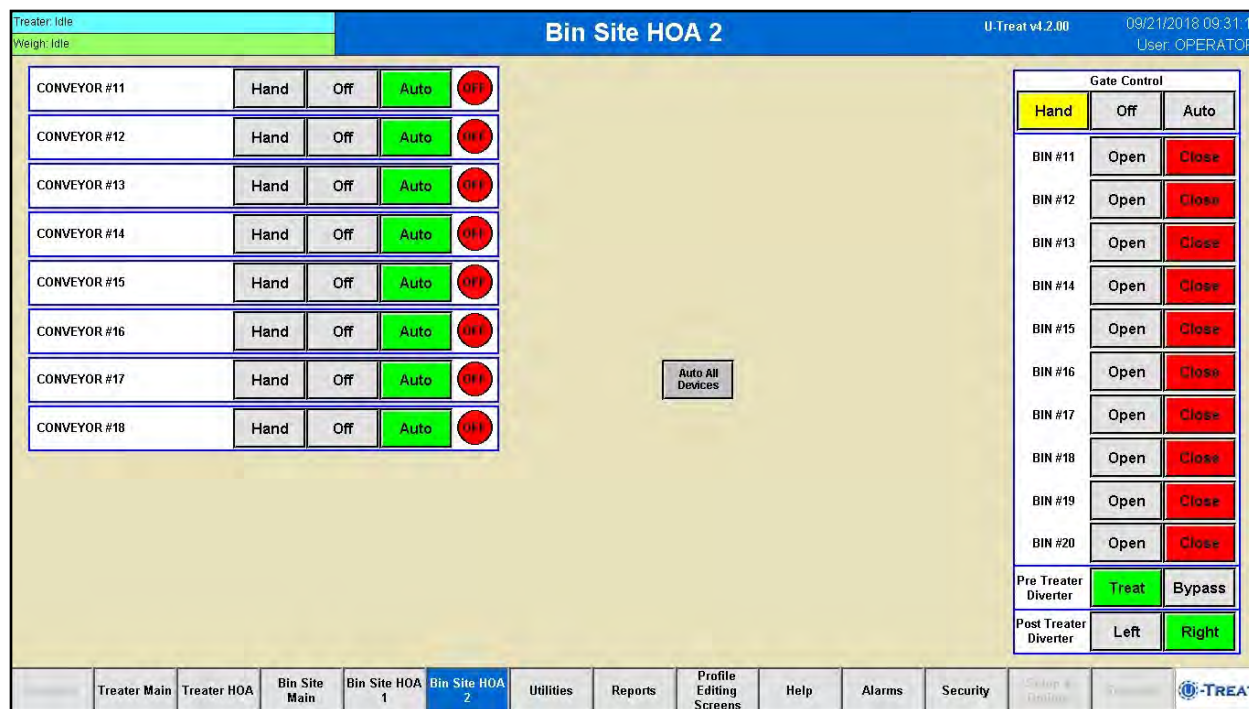 Treater: Idle
Weigh: Idle
Bin Site HOA 2
U-Treat v4.2.00
09/21/2018 09:31:1
User: OPERATOR
CONVEYOR #11 Hand Off Auto OFF
CONVEYOR #12 Hand Off Auto OFF
CONVEYOR #13 Hand Off Auto OFF
CONVEYOR #14 Hand Off Auto OFF
CONVEYOR #15 Hand Off Auto OFF
CONVEYOR #16 Hand Off Auto OFF
CONVEYOR #17 Hand Off Auto OFF
CONVEYOR #18 Hand Off Auto OFF
Auto All
Devices
Gate Control
Hand Off Auto
BIN #11 Open Close
BIN #12 Open Close
BIN #13 Open Close
BIN #14 Open Close
BIN #15 Open Close
BIN #16 Open Close
BIN #17 Open Close
BIN #18 Open Close
BIN #19 Open Close
BIN #20 Open Close
Pre Treater
Diverter
Treat Bypass
Post Treater
Diverter
Left Right
Treater Main
Treater HOA
Bin Site
Main
Bin Site HOA
1
Bin Site HOA
2
Utilities
Reports
Profile
Editing
Screens
Help
Alarms
Security
U-TREAT